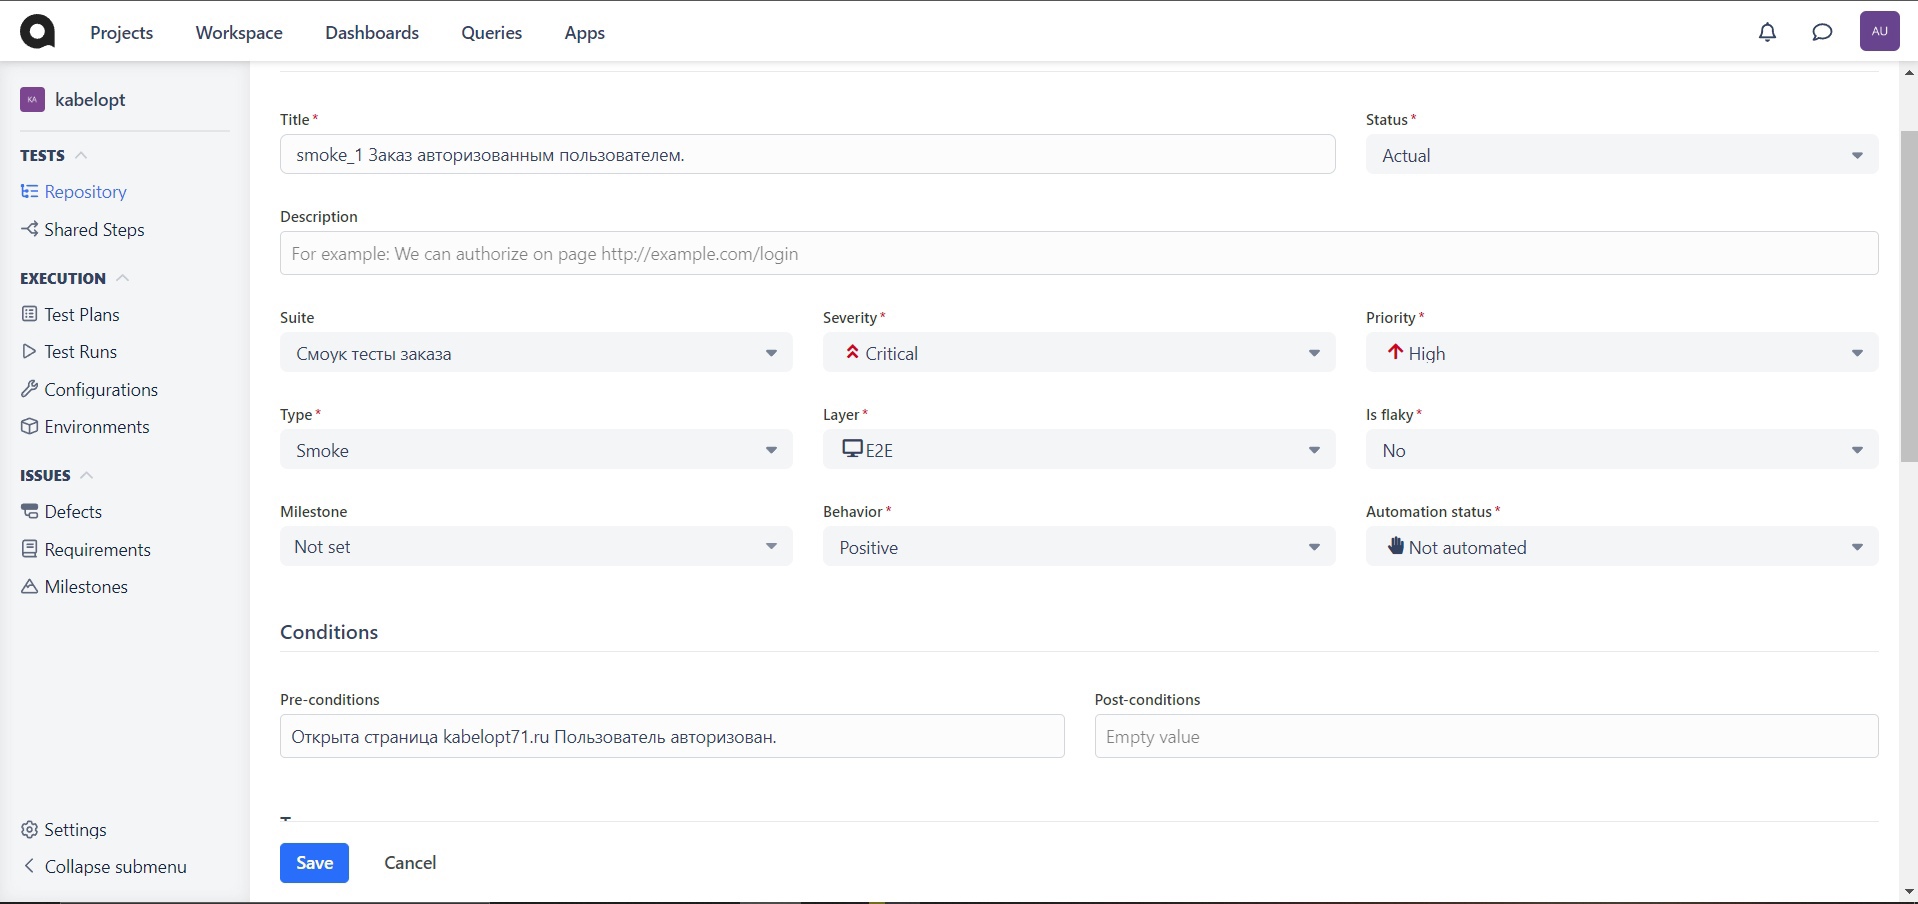 Projects Workspace Dashboards Queries Apps AU
KA kabelopt
TESTS
Repository
Shared Steps
EXECUTION
Test Plans
Test Runs
Configurations
Environments
ISSUES
Defects
Requirements
Milestones
Settings
Collapse submenu
Title* Status*
smoke_1 Заказ авторизованным пользователем. Actual
Description
For example: We can authorize on page http://example.com/login
Suite Severity* Priority*
Смоук тесты заказа Critical High
Type* Layer* Is flaky*
Smoke E2E No
Milestone Behavior* Automation status*
Not set Positive Not automated
Conditions
Pre-conditions Post-conditions
Открыта страница kabelopt71.ru Пользователь авторизован. Empty value
Save Cancel